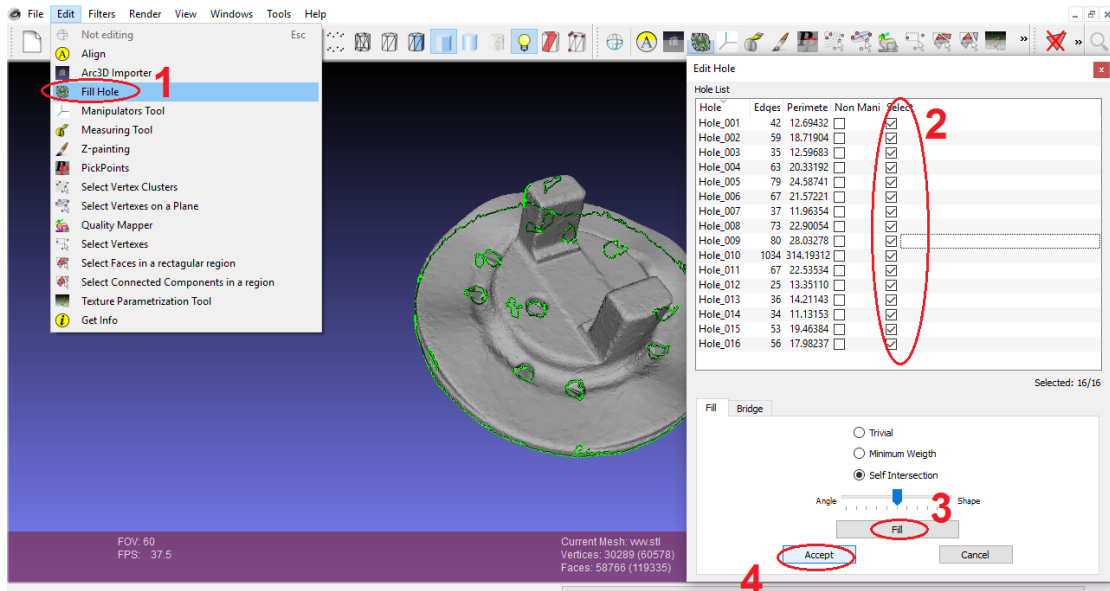 File Edit Filters Render View Windows Tools Help
Not editing Esc
A Align
Arc3D Importer
1
Fill Hole
Manipulators Tool
Measuring Tool
Z-painting
PickPoints
Select Vertex Clusters
Select Vertexes on a Plane
Quality Mapper
Select Vertexes
Select Faces in a rectagular region
Select Connected Components in a region
Texture Parametrization Tool
i Get Info
FOV: 60
FPS: 37.5
Current Mesh: wvv.stl
Vertices: 30289 (60578)
Faces: 58766 (119335)
A
Edit Hole
Hole List
Hole Edges Perimete Non Mani Select
2
Hole_001 42 12.69432
Hole_002 59 18.71904
Hole_003 35 12.59683
Hole_004 63 20.33192
Hole_005 79 24.58741
Hole_006 67 21.57221
Hole_007 37 11.96354
Hole_008 73 22.90054
Hole_009 80 28.03278
Hole_010 1034 314.19312
Hole_011 67 22.53534
Hole_012 25 13.35110
Hole_013 36 14.21143
Hole_014 34 11.13153
Hole_015 53 19.46384
Hole_016 56 17.98237
Selected: 16/16
Fill Bridge
Trivial
Minimum Weigth
Self Intersection
Angle Shape
3
Fill
Accept Cancel
4